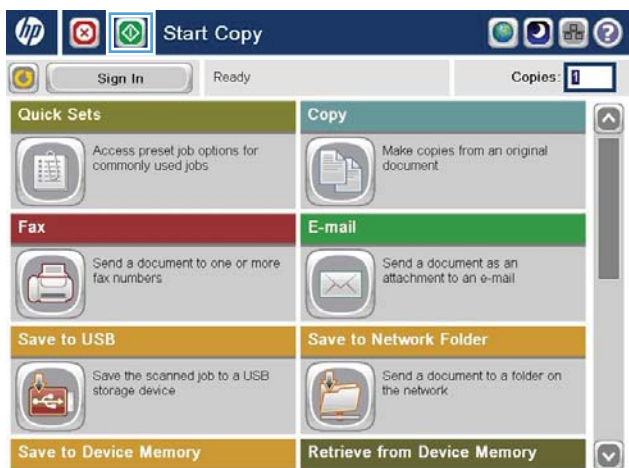 hp
Start Copy
Sign In
Ready
Copies: 1
Quick Sets
Access preset job options for
commonly used jobs
Copy
Make copies from an original
document
Fax
Send a document to one or more
fax numbers
E-mail
Send a document as an
attachment to an e-mail
Save to USB
Save the scanned job to a USB
storage device
Save to Network Folder
Send a document to a folder on
the network
Save to Device Memory
Retrieve from Device Memory